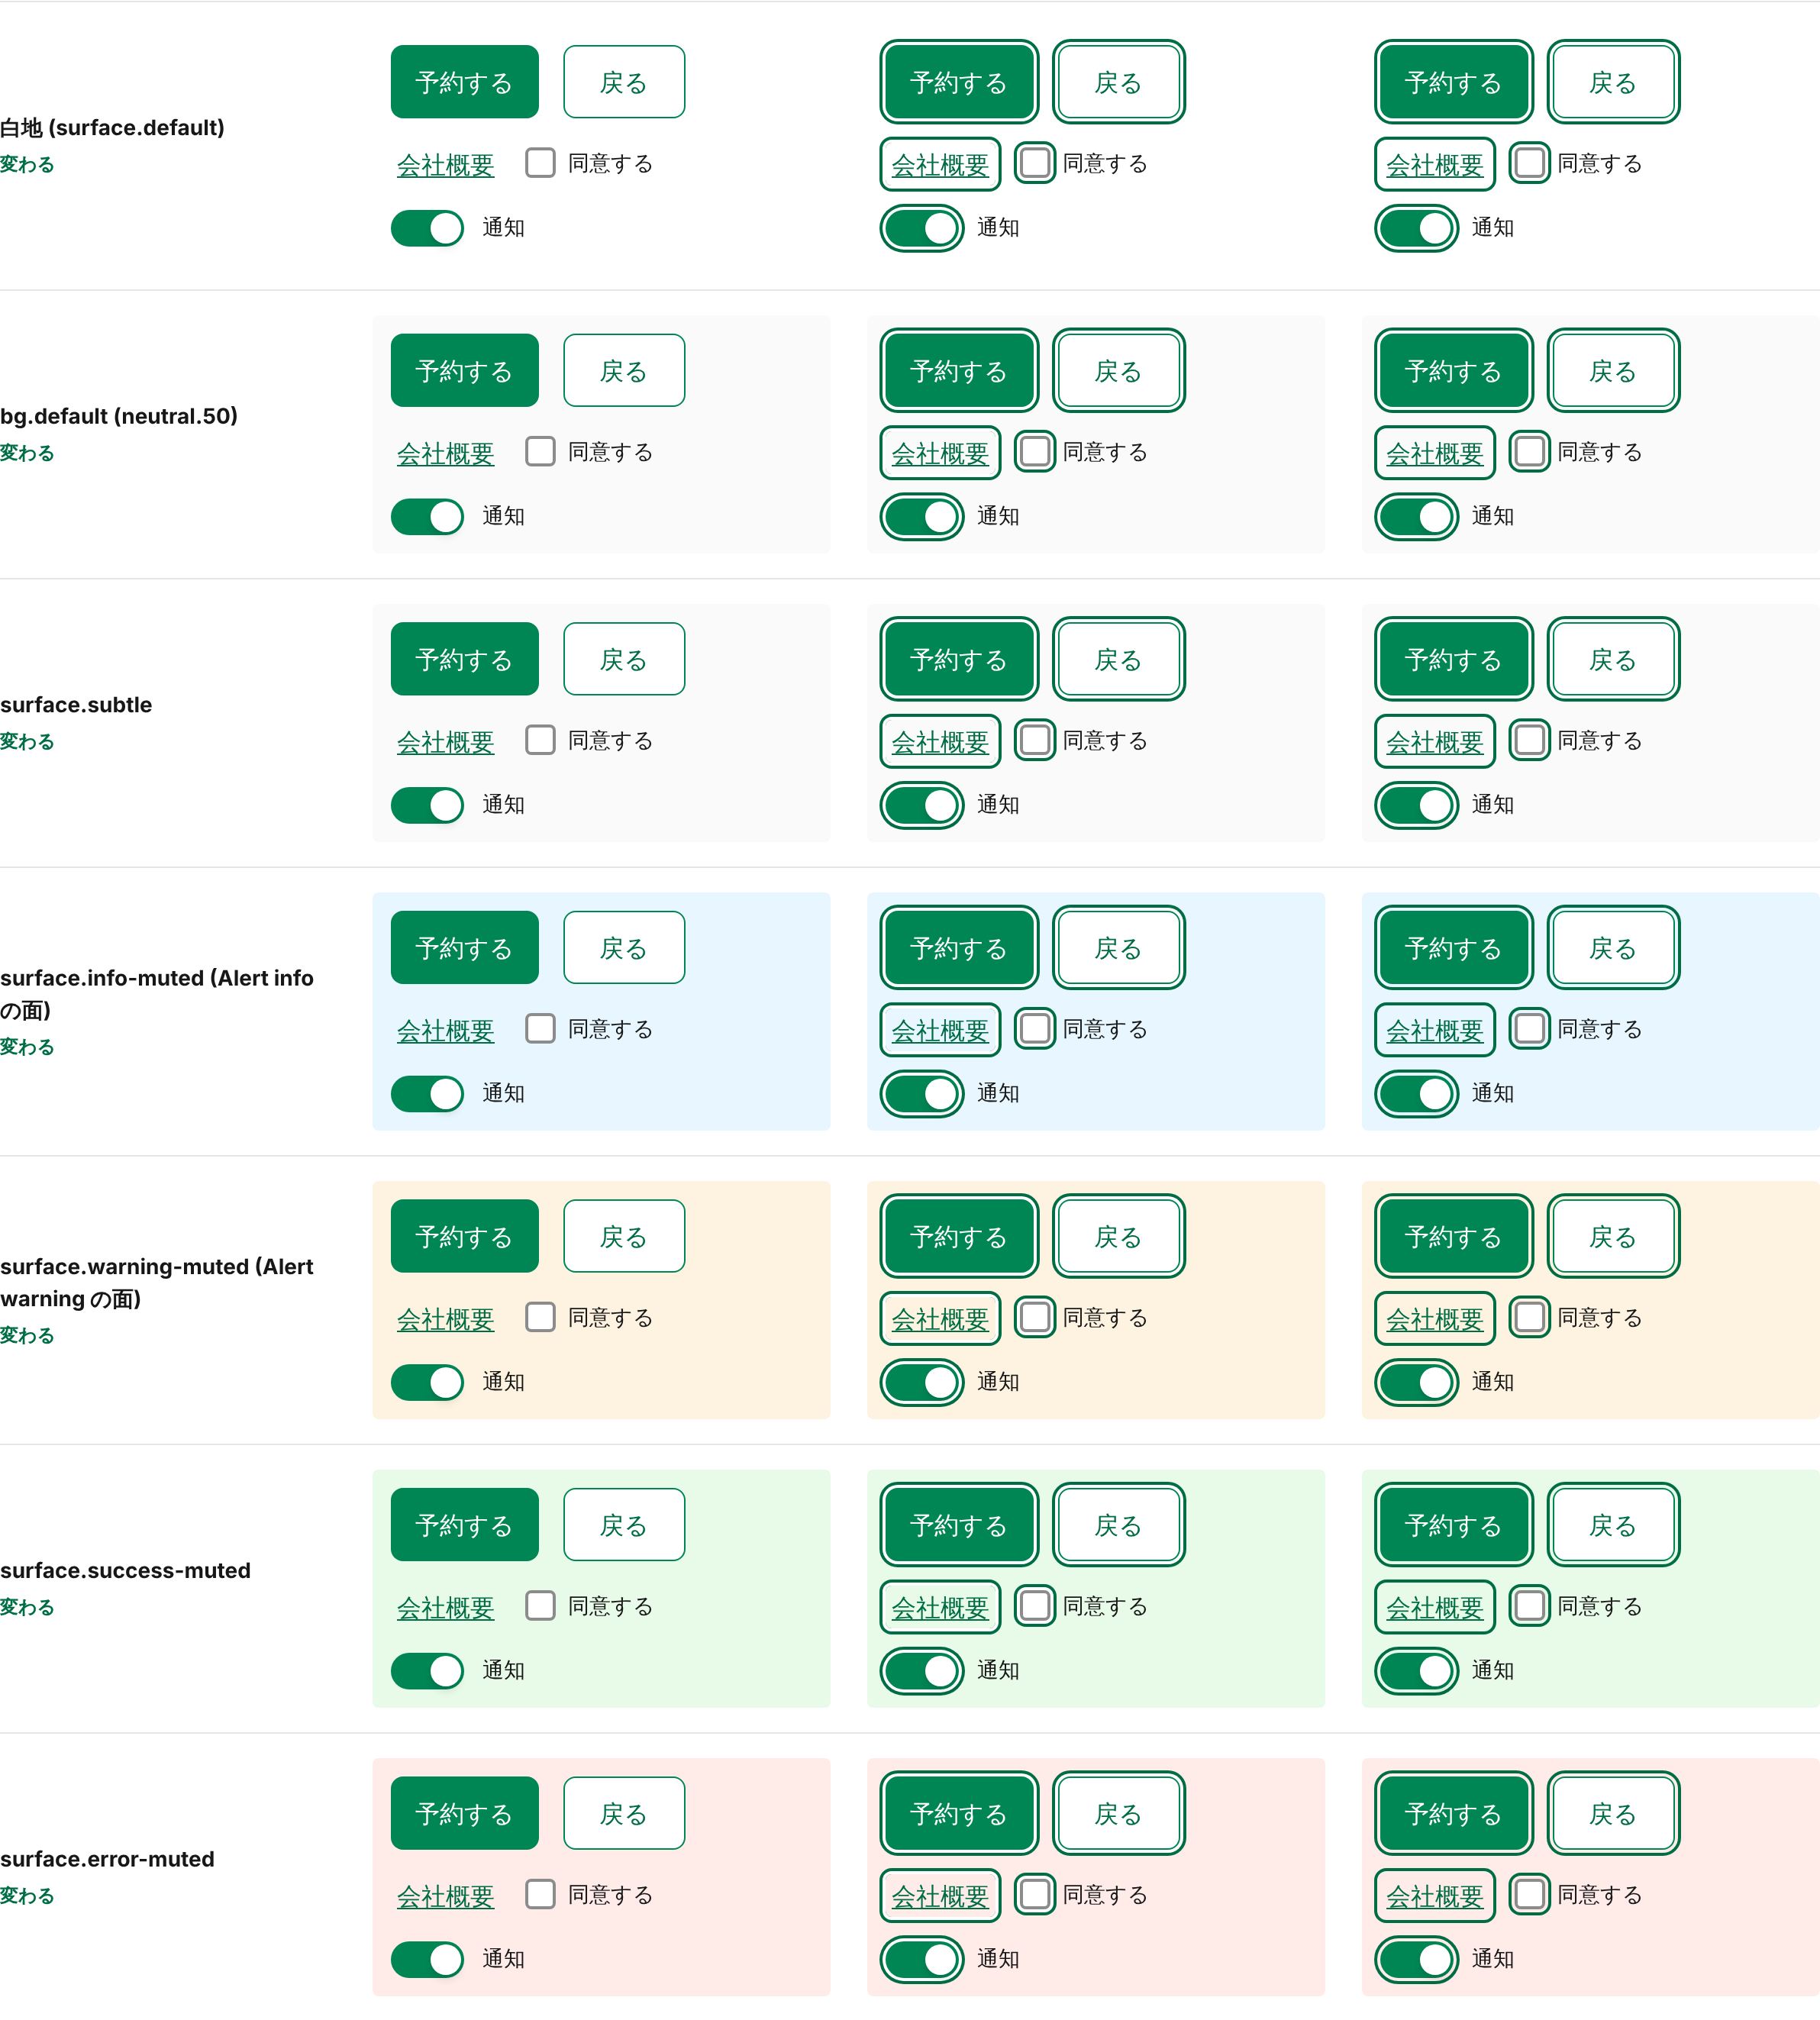 白地 (surface.default)
変わる
予約する 戻る 予約する 戻る 予約する 戻る
会社概要 同意する 会社概要 同意する 会社概要 同意する
通知 通知 通知
bg.default (neutral.50)
変わる
予約する 戻る 予約する 戻る 予約する 戻る
会社概要 同意する 会社概要 同意する 会社概要 同意する
通知 通知 通知
surface.subtle
変わる
予約する 戻る 予約する 戻る 予約する 戻る
会社概要 同意する 会社概要 同意する 会社概要 同意する
通知 通知 通知
surface.info-muted (Alert info
の面)
変わる
予約する 戻る 予約する 戻る 予約する 戻る
会社概要 同意する 会社概要 同意する 会社概要 同意する
通知 通知 通知
surface.warning-muted (Alert
warning の面)
変わる
予約する 戻る 予約する 戻る 予約する 戻る
会社概要 同意する 会社概要 同意する 会社概要 同意する
通知 通知 通知
surface.success-muted
変わる
予約する 戻る 予約する 戻る 予約する 戻る
会社概要 同意する 会社概要 同意する 会社概要 同意する
通知 通知 通知
surface.error-muted
変わる
予約する 戻る 予約する 戻る 予約する 戻る
会社概要 同意する 会社概要 同意する 会社概要 同意する
通知 通知 通知